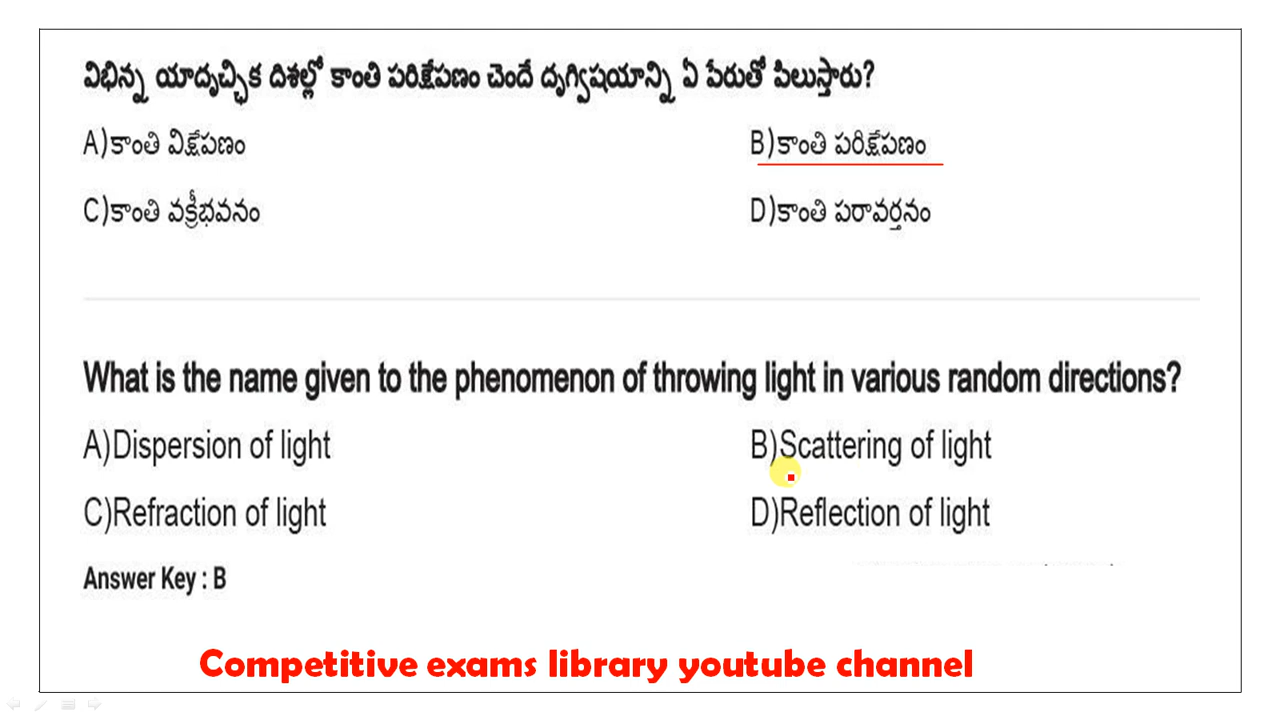 విభిన్న యాదృచ్ఛిక దిశల్లో కాంతి పరిక్షేపణం చెందే దృగ్విషయాన్ని ఏ పేరుతో పిలుస్తారు?
A)కాంతి విక్షేపణం B)కాంతి పరిక్షేపణం
C)కాంతి వక్రీభవనం D)కాంతి పరావర్తనం
What is the name given to the phenomenon of throwing light in various random directions?
A)Dispersion of light B)Scattering of light
C)Refraction of light D)Reflection of light
Answer Key : B
Competitive exams library youtube channel